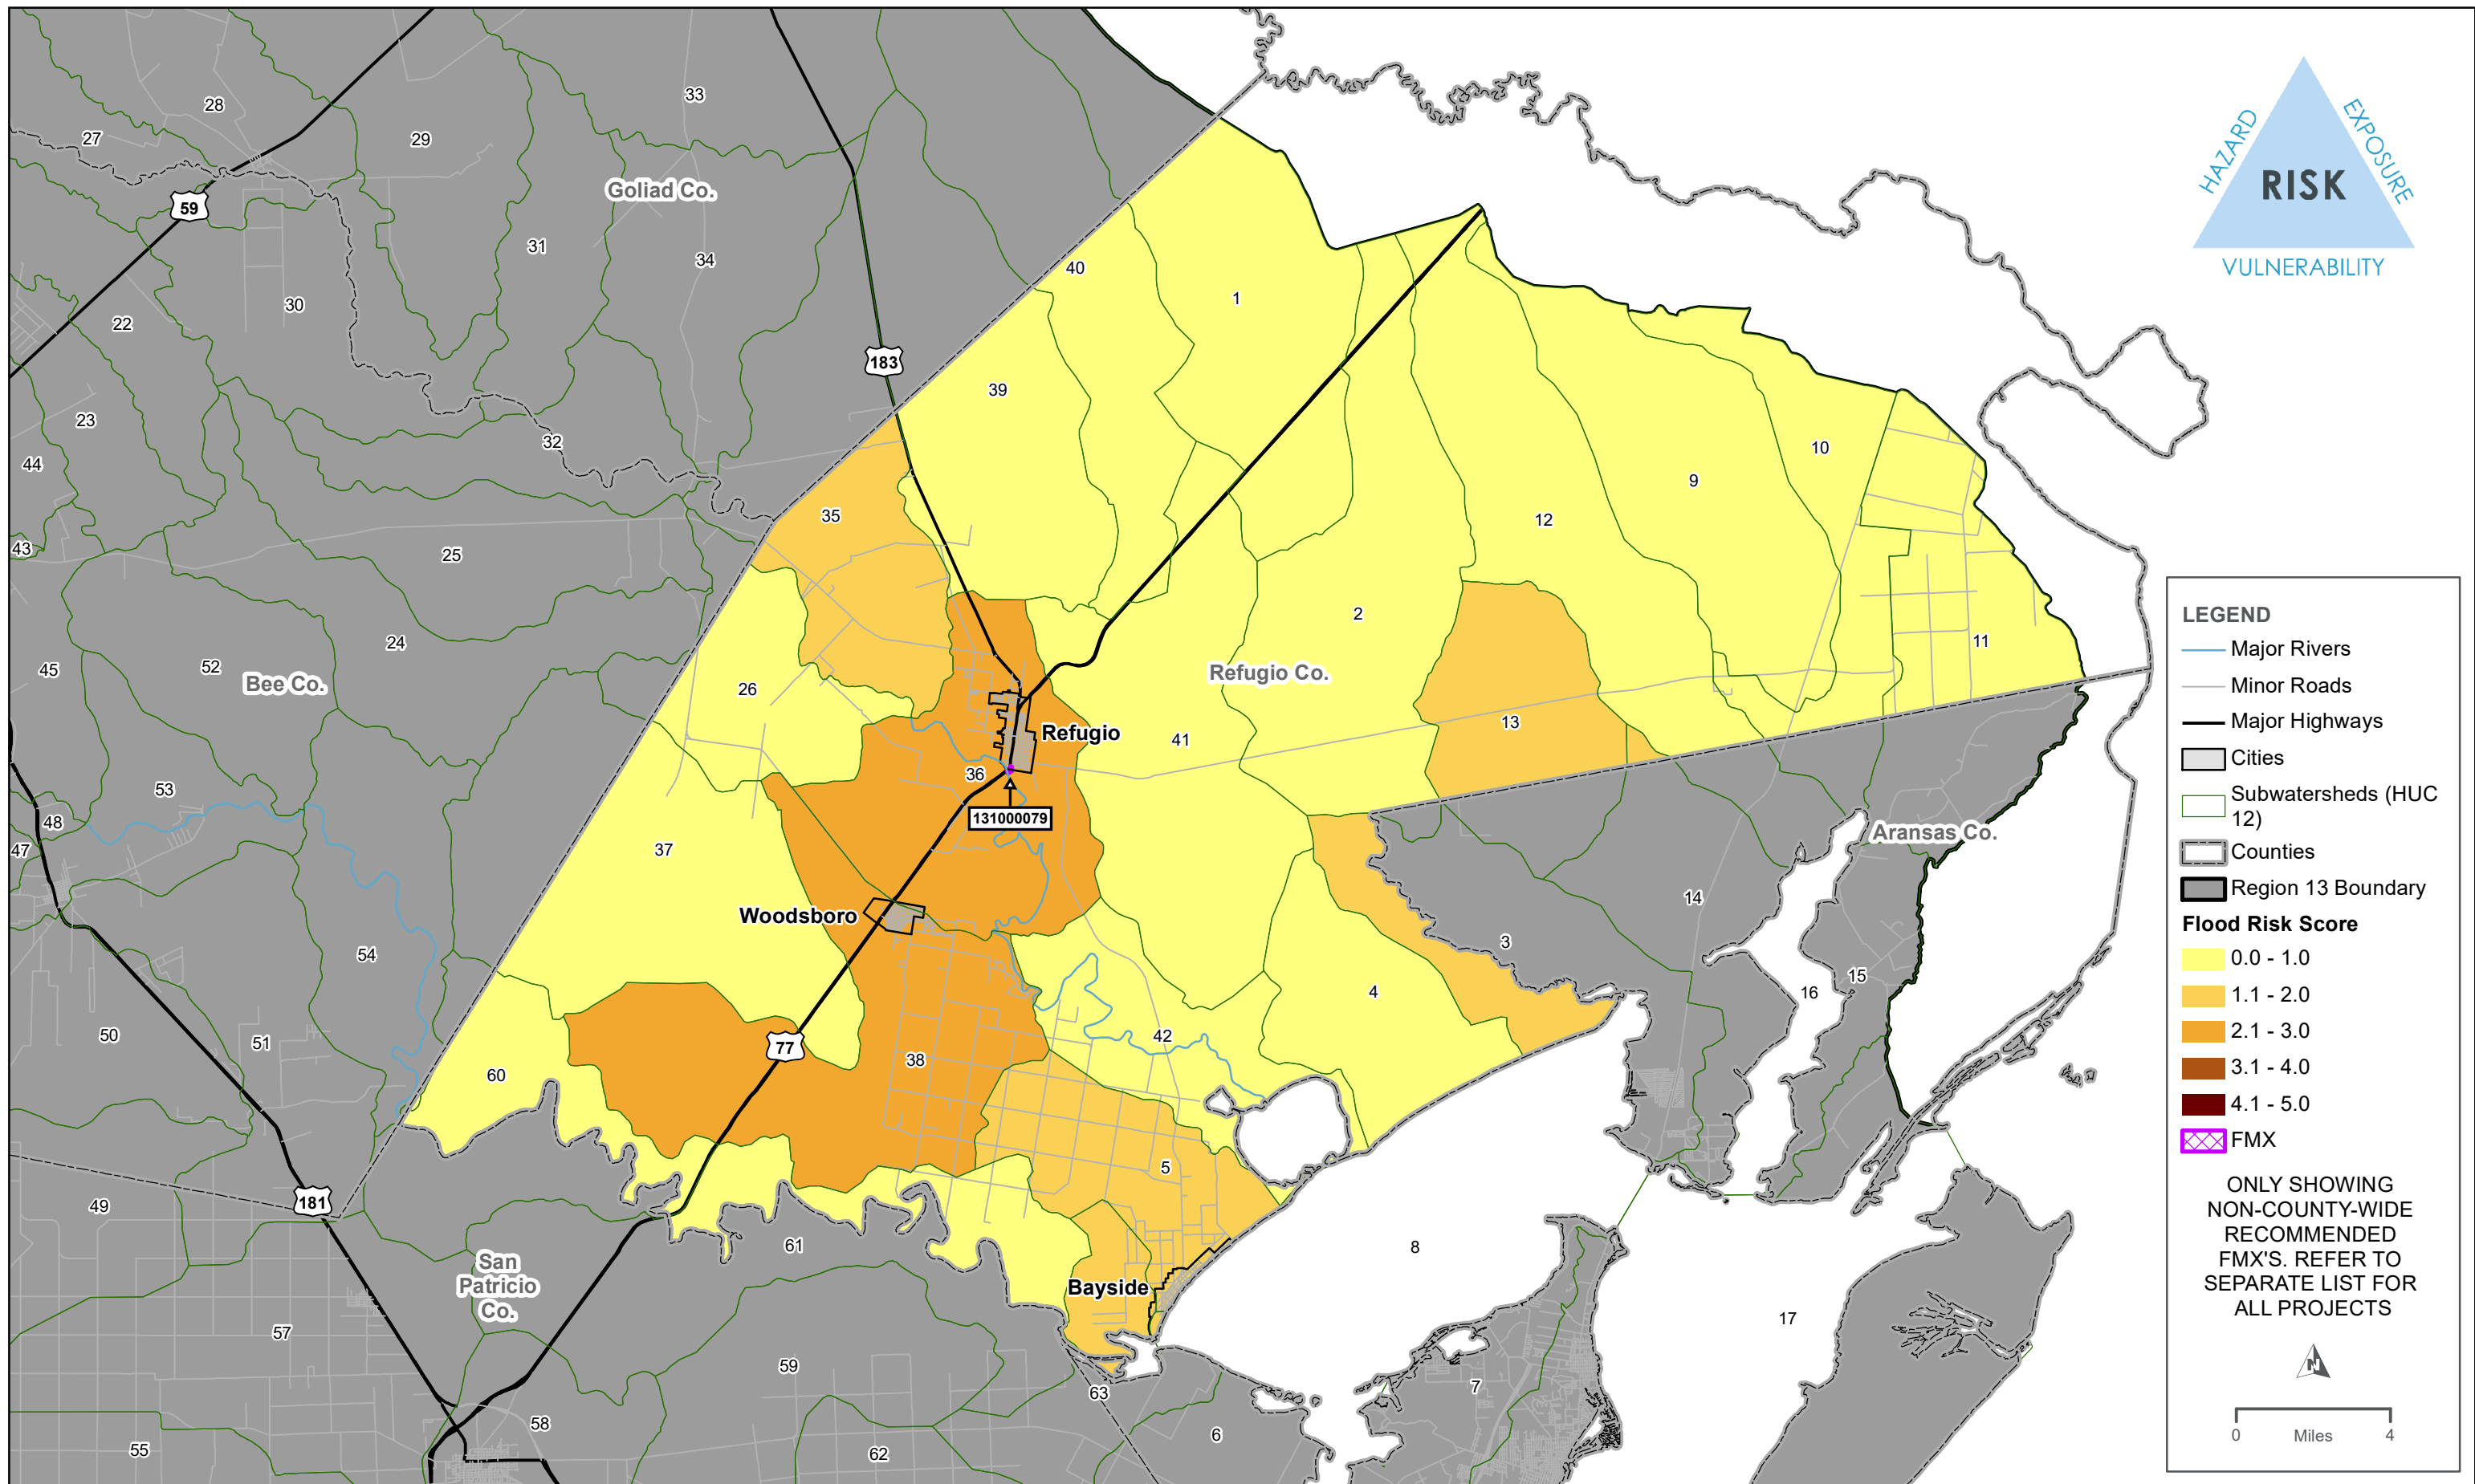 28
33
27
29
HAZARD
EXPOSURE
RISK
VULNERABILITY
Goliad Co.
59
31
34
40
1
30
22
183
39
23
32
10
44
9
35
12
43
25
2
24
11
52
45
Bee Co.
26
Refugio Co.
13
Refugio
41
36
53
131000079
48
47
37
Aransas Co.
14
Woodsboro
3
54
15
16
4
50
51
42
77
38
60
5
181
49
61
8
San
Patricio
Co.
Bayside
17
57
59
7
63
58
6
55
62
LEGEND
Major Rivers
Minor Roads
Major Highways
Cities
Subwatersheds (HUC
12)
Counties
Region 13 Boundary
Flood Risk Score
0.0 - 1.0
1.1 - 2.0
2.1 - 3.0
3.1 - 4.0
4.1 - 5.0
FMX
ONLY SHOWING
NON-COUNTY-WIDE
RECOMMENDED
FMX'S. REFER TO
SEPARATE LIST FOR
ALL PROJECTS
N
0 Miles 4